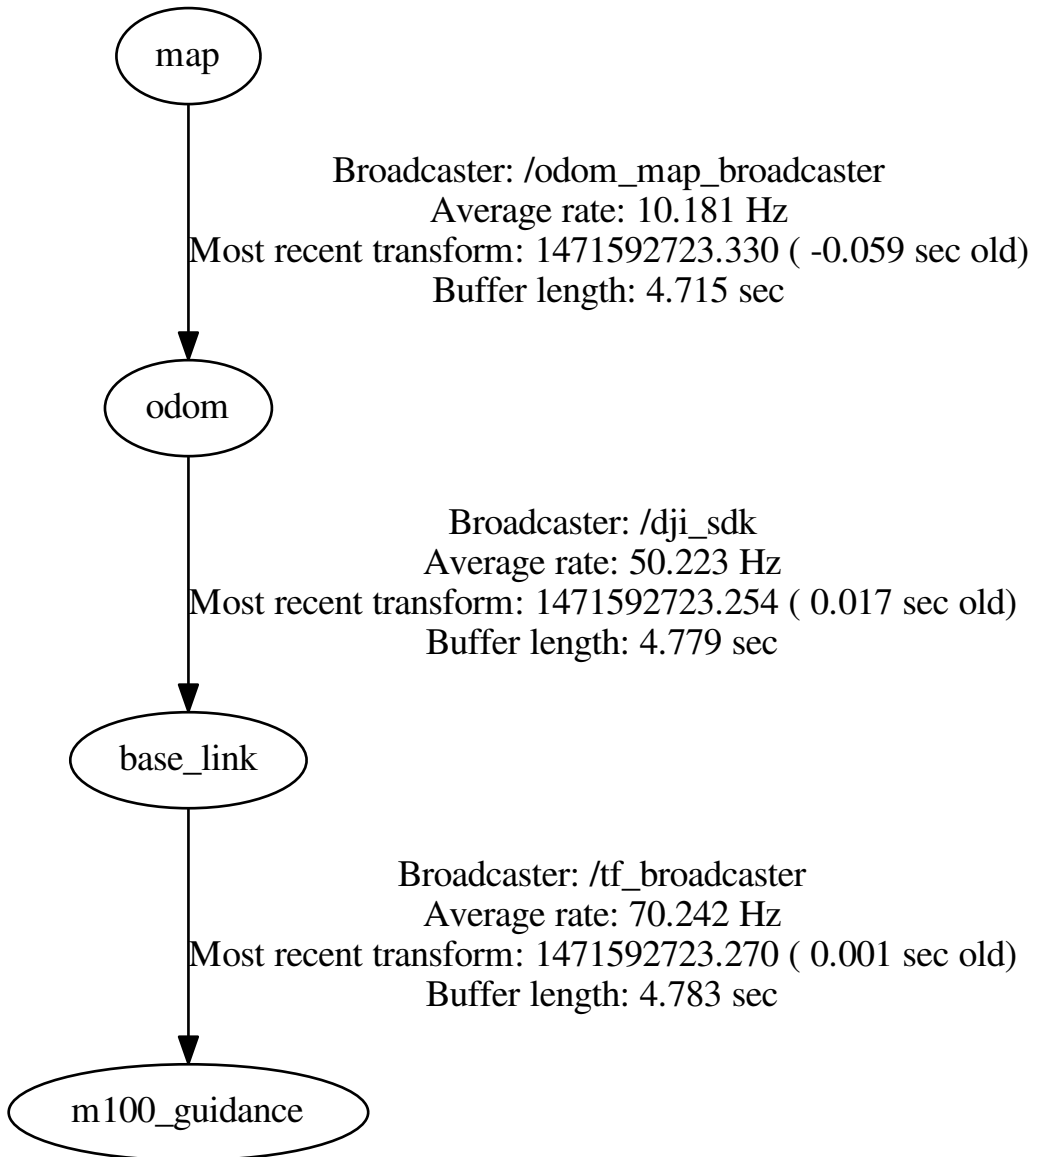 map
Broadcaster: /odom_map_broadcaster
Average rate: 10.181 Hz
Most recent transform: 1471592723.330 ( -0.059 sec old)
Buffer length: 4.715 sec
odom
Broadcaster: /dji_sdk
Average rate: 50.223 Hz
Most recent transform: 1471592723.254 ( 0.017 sec old)
Buffer length: 4.779 sec
base_link
Broadcaster: /tf_broadcaster
Average rate: 70.242 Hz
Most recent transform: 1471592723.270 ( 0.001 sec old)
Buffer length: 4.783 sec
m100_guidance